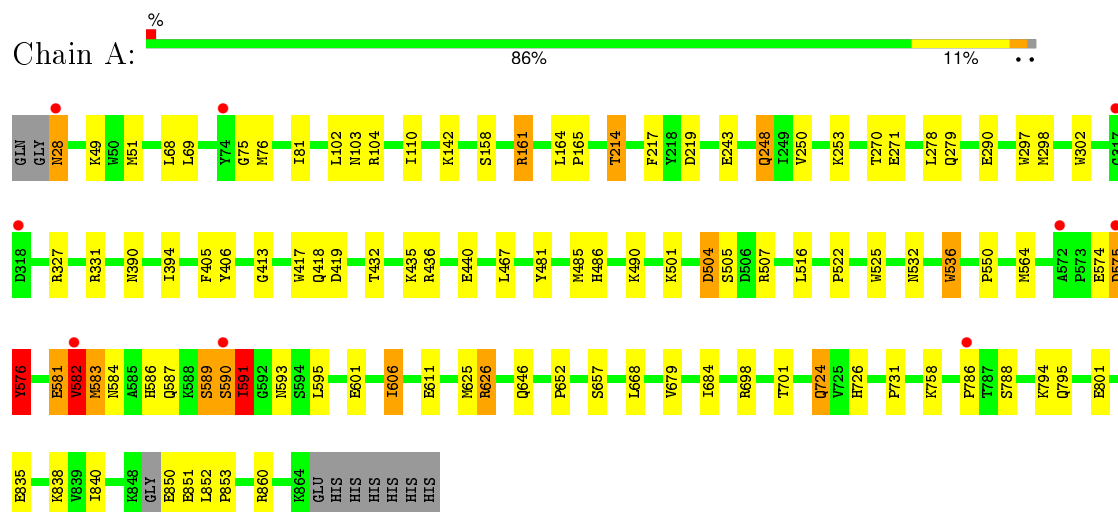 %
Chain A:
86% 11% • •
GLN GLY N28 K49 W50 M51 L68 L69 Y74 G75 M76 I81 L102 N103 R104 I110 K142 S158 R161 L164 P165 T214 F217 Y218 D219 E243 Q248 I249 V250 K253 T270 E271 L278 Q279 E290 W297 M298 W302 G317
D318 R327 R331 N390 I394 F405 Y406 G413 W417 Q418 D419 T432 K435 R436 E440 L467 Y481 M485 H486 K490 K501 D504 S505 D506 R507 L516 P522 W525 N532 W536 P550 M564 A572 P573 E574 D575
Y576 E581 V582 M583 N584 A585 H586 Q587 K588 S589 S590 I591 G592 N593 S594 L595 E601 I606 E611 M625 R626 Q646 P652 S657 L668 V679 I684 R698 T701 Q724 V725 H726 P731 K758 P786 T787 S788 K794 Q795 E801
E835 K838 V839 I840 K848 GLY E850 E851 L852 P853 R860 K864 GLU HIS HIS HIS HIS HIS HIS